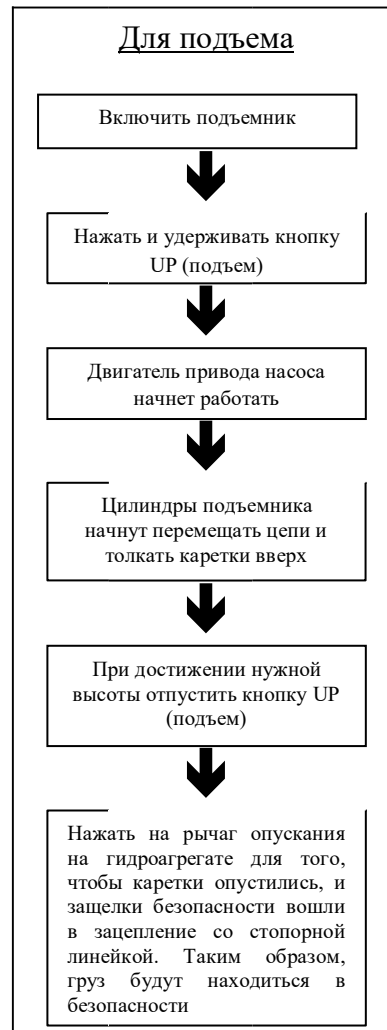 Для подъема
Включить подъемник
Нажать и удерживать кнопку
UP (подъем)
Двигатель привода насоса
начнет работать
Цилиндры подъемника
начнут перемещать цепи и
толкать каретки вверх
При достижении нужной
высоты отпустить кнопку UP
(подъем)
Нажать на рычаг опускания
на гидроагрегате для того,
чтобы каретки опустились, и
защелки безопасности вошли
в зацепление со стопорной
линейкой. Таким образом,
груз будут находиться в
безопасности